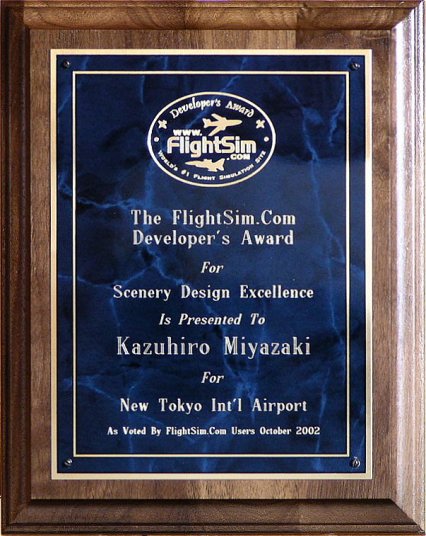 Developer's Award
www.
FlightSim
.COM
WORLD'S #1 FLIGHT SIMULATION SITE
The FlightSim.Com
Developer's Award
For
Scenery Design Excellence
Is Presented To
Kazuhiro Miyazaki
For
New Tokyo Int'l Airport
As Voted By FlightSim.Com Users October 2002